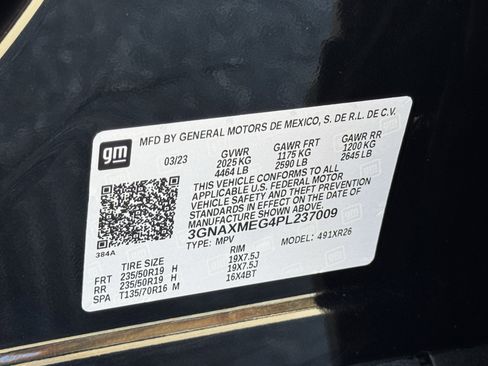 gm
MFD BY GENERAL MOTORS DE MEXICO, S. DE R.L. DE C.V.
03/23 GVWR GAWR FRT GAWR RR
2025 KG 1175 KG 1200 KG
4464 LB 2590 LB 2645 LB
THIS VEHICLE CONFORMS TO ALL
APPLICABLE U.S. FEDERAL MOTOR
VEHICLE SAFETY AND THEFT PREVENTION
STANDARDS IN EFFECT ON THE DATE OF
MANUFACTURE SHOWN ABOVE.
3GNAXMEG4PL237009
TYPE: MPV MODEL: 491XR26
384A
TIRE SIZE RIM
FRT 235/50R19 H 19X7.5J
RR 235/50R19 H 19X7.5J
SPA T135/70R16 M 16X4BT